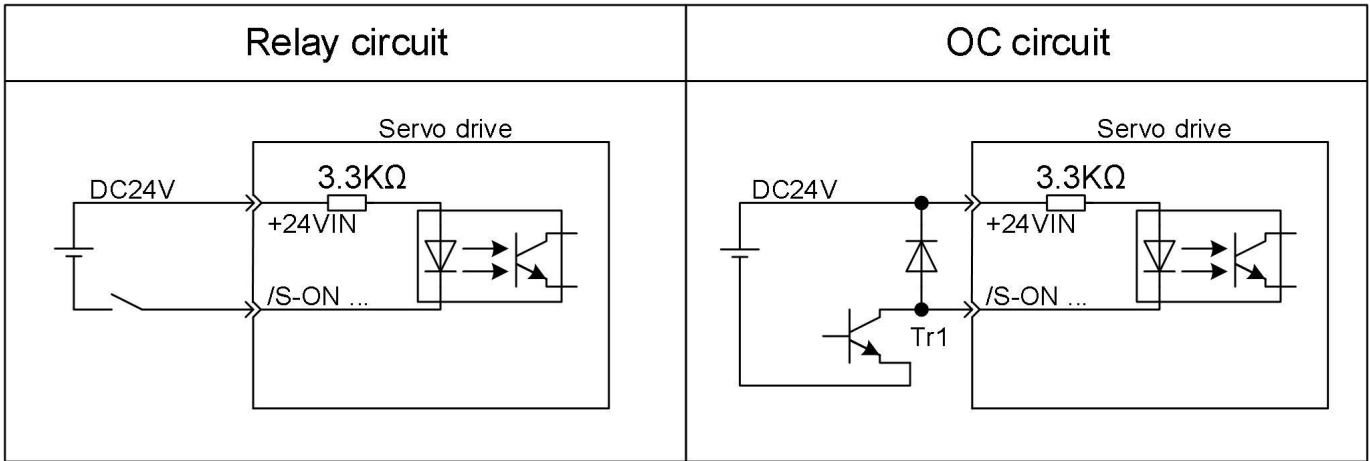 Relay circuit
OC circuit
Servo drive
3.3KΩ
DC24V
+24VIN
/S-ON ...
Servo drive
3.3KΩ
DC24V
+24VIN
/S-ON ...
Tr1